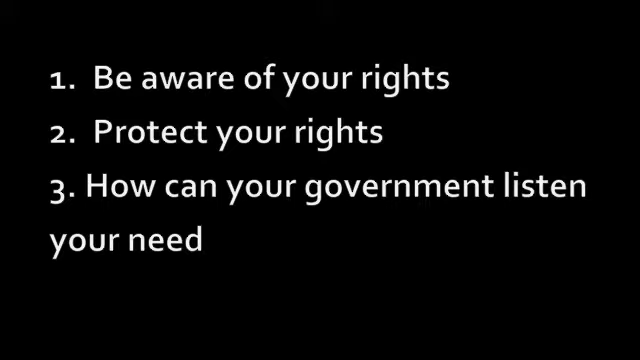 1. Be aware of your rights
2. Protect your rights
3. How can your government listen
your need